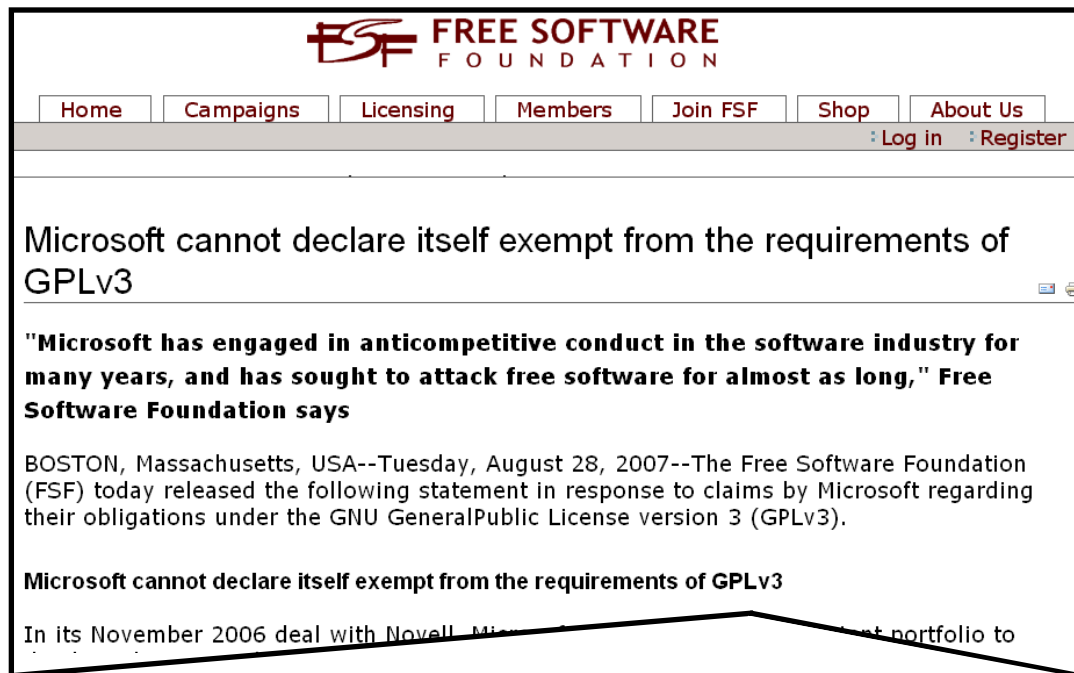 FREE SOFTWARE
FOUNDATION
Home Campaigns Licensing Members Join FSF Shop About Us
Log in Register
Microsoft cannot declare itself exempt from the requirements of
GPLv3
"Microsoft has engaged in anticompetitive conduct in the software industry for
many years, and has sought to attack free software for almost as long," Free
Software Foundation says
BOSTON, Massachusetts, USA--Tuesday, August 28, 2007--The Free Software Foundation
(FSF) today released the following statement in response to claims by Microsoft regarding
their obligations under the GNU GeneralPublic License version 3 (GPLv3).
Microsoft cannot declare itself exempt from the requirements of GPLv3
In its November 2006 deal with Novell, portfolio to